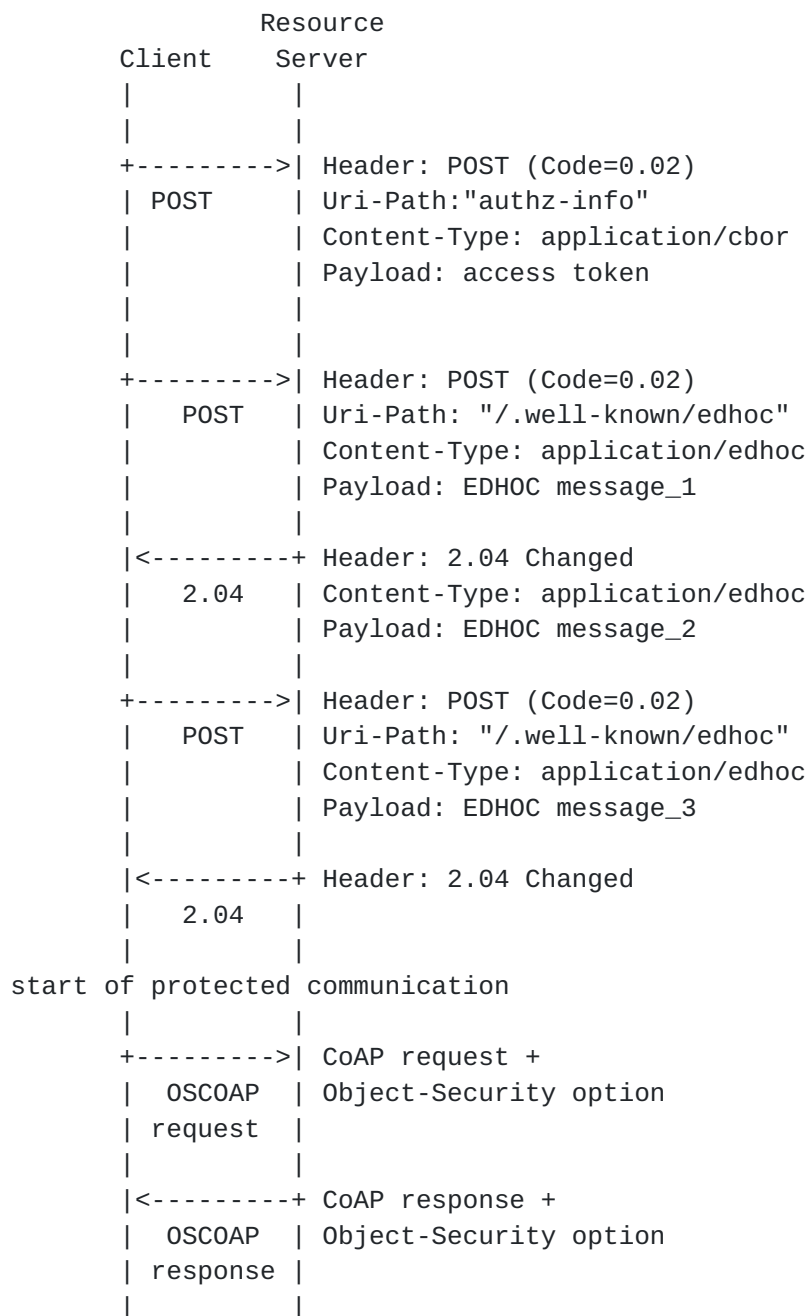 Resource
       Client    Server
        |          |
        |          |
        +--------->| Header: POST (Code=0.02)
        | POST     | Uri-Path:"authz-info"
        |          | Content-Type: application/cbor
        |          | Payload: access token
        |          |
        |          |
        +--------->| Header: POST (Code=0.02)
        |   POST   | Uri-Path: "/.well-known/edhoc"
        |          | Content-Type: application/edhoc
        |          | Payload: EDHOC message_1
        |          |
        |<---------+ Header: 2.04 Changed
        |   2.04   | Content-Type: application/edhoc
        |          | Payload: EDHOC message_2
        |          |
        +--------->| Header: POST (Code=0.02)
        |   POST   | Uri-Path: "/.well-known/edhoc"
        |          | Content-Type: application/edhoc
        |          | Payload: EDHOC message_3
        |          |
        |<---------+ Header: 2.04 Changed
        |   2.04   |
        |          |
start of protected communication
        |          |
        +--------->| CoAP request +
        |  OSCOAP  | Object-Security option
        | request  |
        |          |
        |<---------+ CoAP response +
        |  OSCOAP  | Object-Security option
        | response |
        |          |